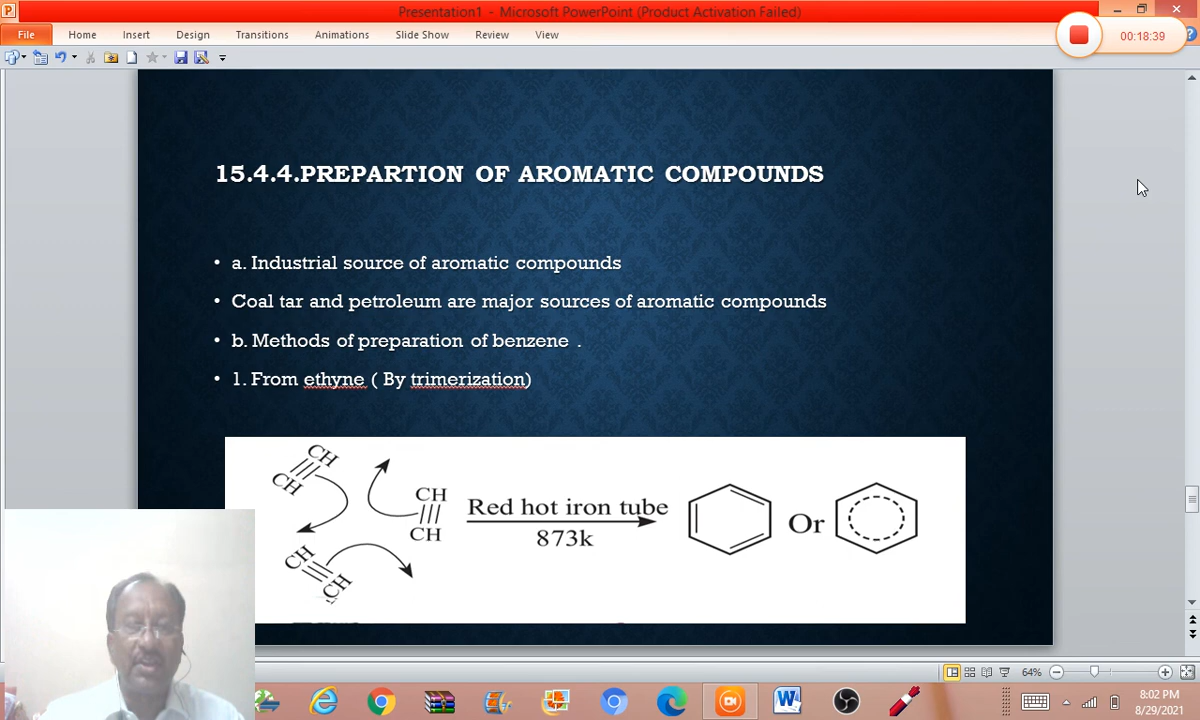 Presentation1 - Microsoft PowerPoint (Product Activation Failed)
File Home Insert Design Transitions Animations Slide Show Review View
00:18:39
15.4.4.PREPARTION OF AROMATIC COMPOUNDS
• a. Industrial source of aromatic compounds
• Coal tar and petroleum are major sources of aromatic compounds
• b. Methods of preparation of benzene .
• 1. From ethyne ( By trimerization)
CH
CH
CH
CH
Red hot iron tube
873k
Or
CH
CH
64%
8:02 PM
8/29/2021